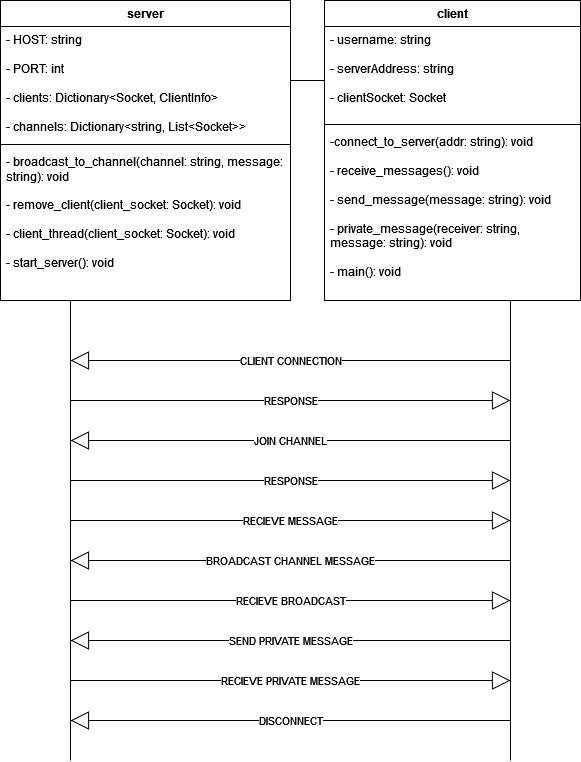 server
- HOST: string
- PORT: int
- clients: Dictionary<Socket, ClientInfo>
- channels: Dictionary<string, List<Socket>>
- broadcast_to_channel(channel: string, message:
string): void
- remove_client(client_socket: Socket): void
- client_thread(client_socket: Socket): void
- start_server(): void
client
- username: string
- serverAddress: string
- clientSocket: Socket
-connect_to_server(addr: string): void
- receive_messages(): void
- send_message(message: string): void
- private_message(receiver: string,
message: string): void
- main(): void
CLIENT CONNECTION
RESPONSE
JOIN CHANNEL
RESPONSE
RECIEVE MESSAGE
BROADCAST CHANNEL MESSAGE
RECIEVE BROADCAST
SEND PRIVATE MESSAGE
RECIEVE PRIVATE MESSAGE
DISCONNECT